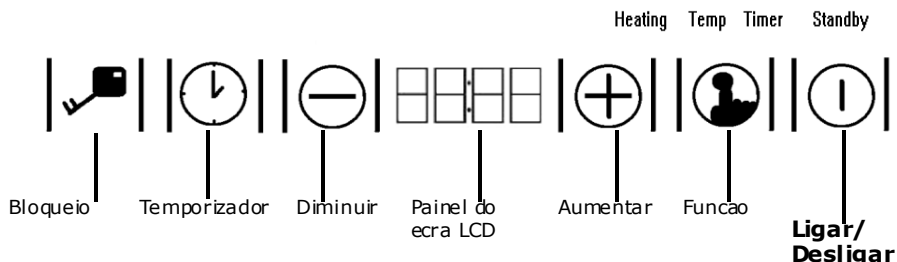 Heating Temp Timer Standby
Bloqueio Temporizador Diminuir Painel do Aumentar Funcao
ecra LCD
Ligar/
Desligar